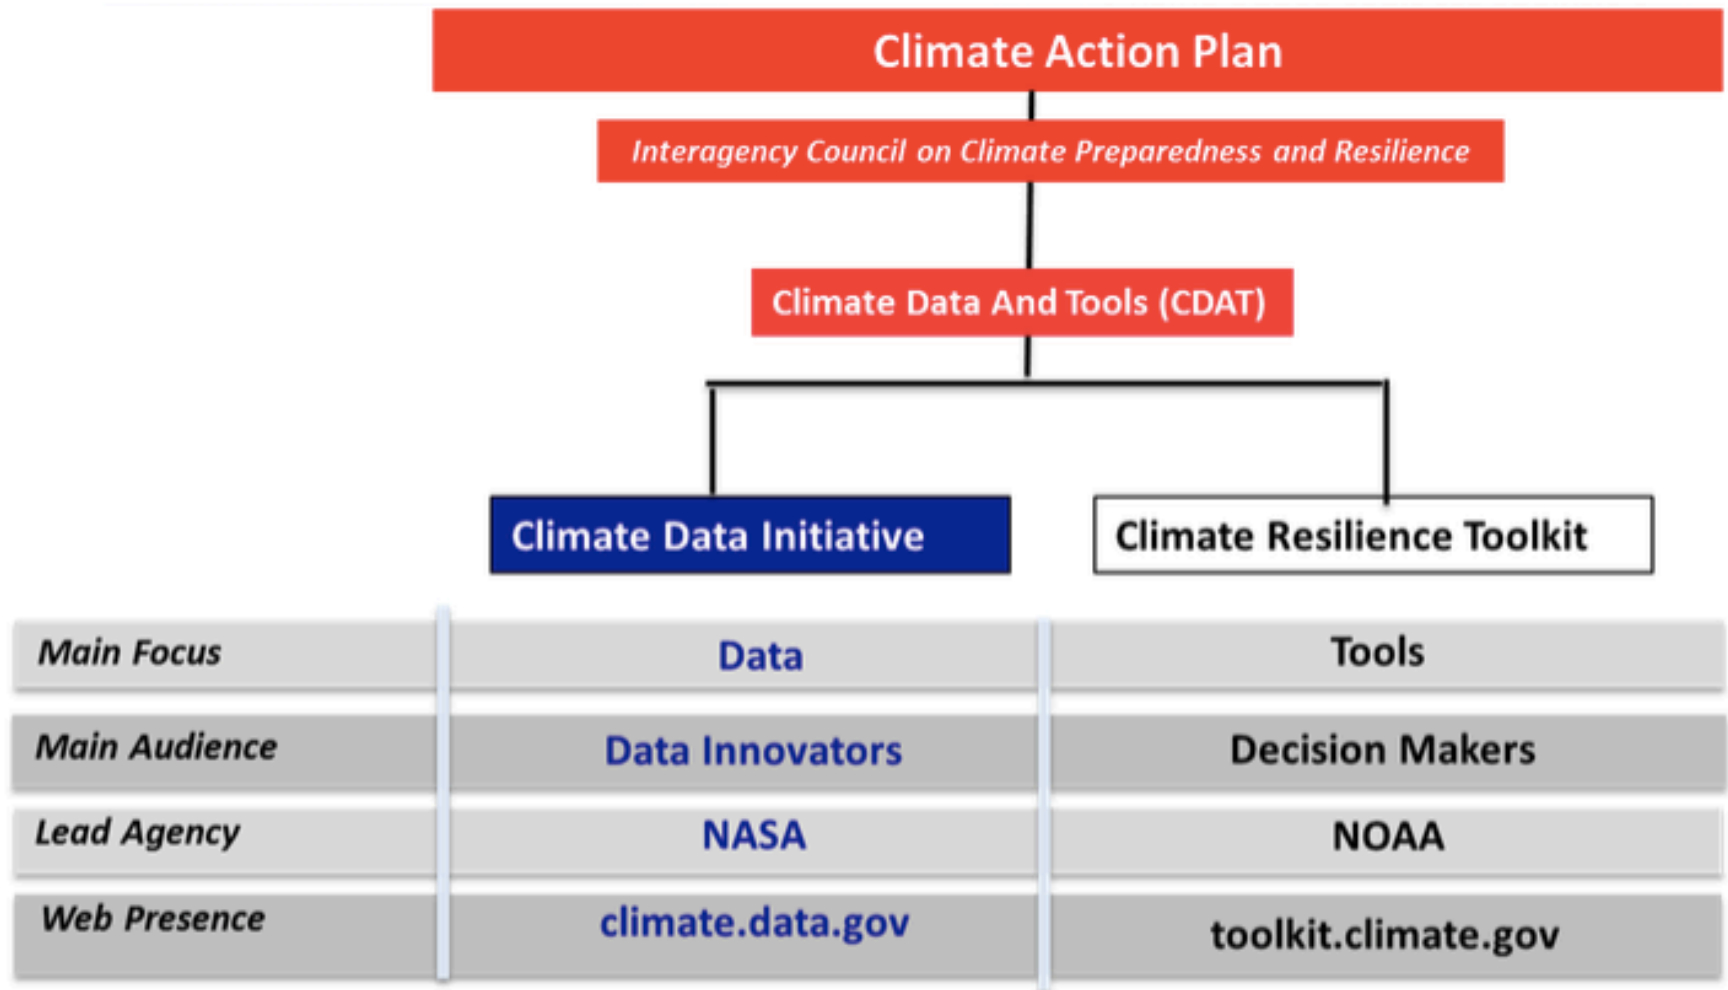 Climate Action Plan
Interagency Council on Climate Preparedness and Resilience
Climate Data And Tools (CDAT)
Climate Data Initiative
Climate Resilience Toolkit
Main Focus
Data
Tools
Main Audience
Data Innovators
Decision Makers
Lead Agency
NASA
NOAA
Web Presence
climate.data.gov
toolkit.climate.gov